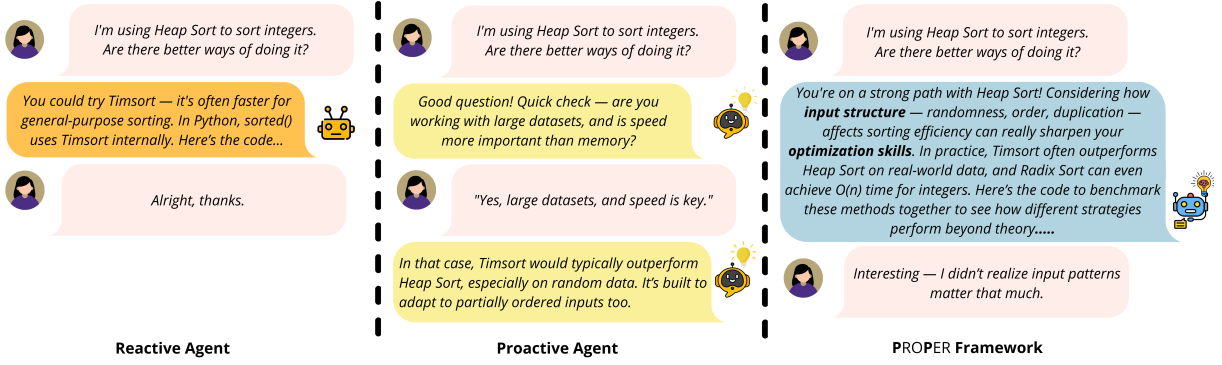 I'm using Heap Sort to sort integers.
Are there better ways of doing it?
You could try Timsort — it's often faster for
general-purpose sorting. In Python, sorted()
uses Timsort internally. Here's the code...
Alright, thanks.
Reactive Agent
I'm using Heap Sort to sort integers.
Are there better ways of doing it?
Good question! Quick check — are you
working with large datasets, and is speed
more important than memory?
"Yes, large datasets, and speed is key."
In that case, Timsort would typically outperform
Heap Sort, especially on random data. It's built to
adapt to partially ordered inputs too.
Proactive Agent
I'm using Heap Sort to sort integers.
Are there better ways of doing it?
You're on a strong path with Heap Sort! Considering how
input structure — randomness, order, duplication —
affects sorting efficiency can really sharpen your
optimization skills. In practice, Timsort often outperforms
Heap Sort on real-world data, and Radix Sort can even
achieve O(n) time for integers. Here's the code to benchmark
these methods together to see how different strategies
perform beyond theory.....
Interesting — I didn't realize input patterns
matter that much.
PROPER Framework